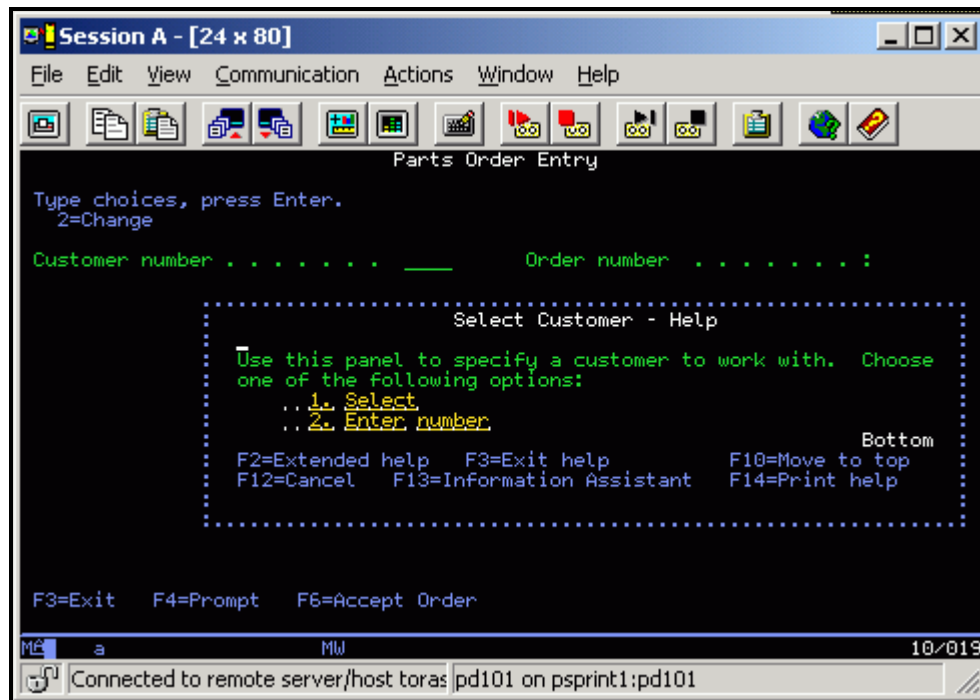 Session A - [24 x 80]
File Edit View Communication Actions Window Help
Parts Order Entry
Type choices, press Enter.
2=Change
Customer number . . . . . . . ____ Order number . . . . . . . :
Select Customer - Help
Use this panel to specify a customer to work with. Choose
one of the following options:
..1. Select
..2. Enter number
Bottom
F2=Extended help F3=Exit help F10=Move to top
F12=Cancel F13=Information Assistant F14=Print help
F3=Exit F4=Prompt F6=Accept Order
MA a MW 10/019
Connected to remote server/host toras pd101 on psprint1:pd101